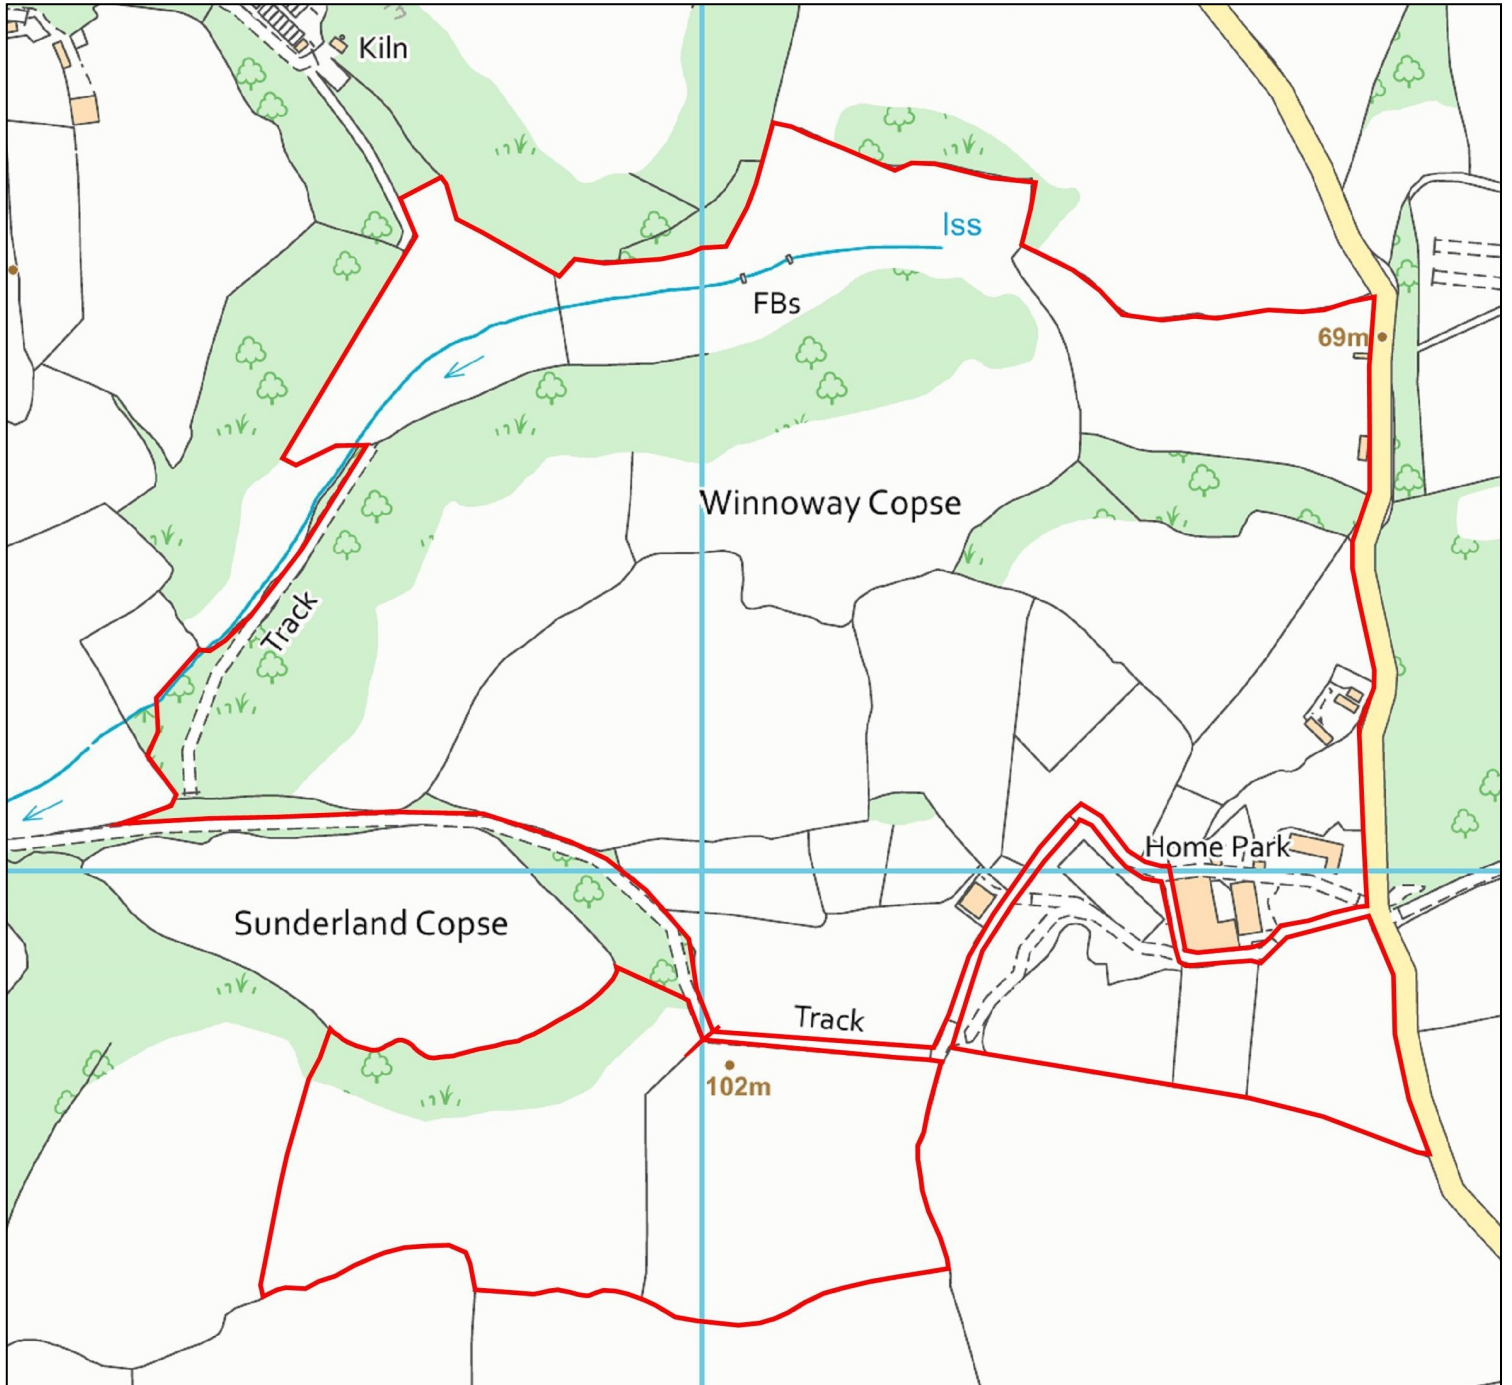 Kiln
Iss
FBs
69m
Winnoway Copse
Track
Home Park
Sunderland Copse
Track
102m